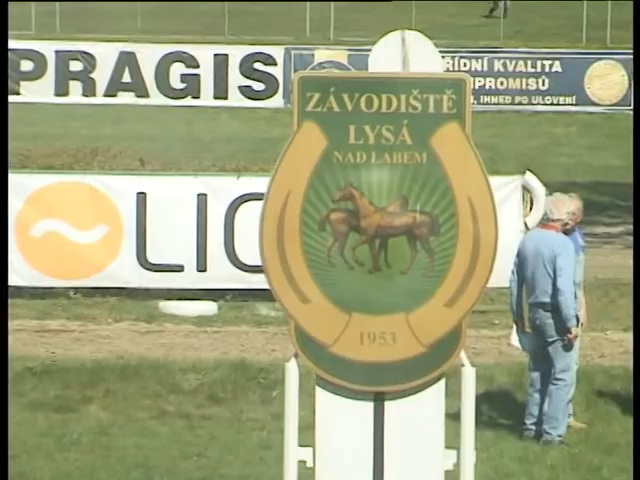 PRAGIS
ŘÍDNÍ KVALITA
PROMISŮ
, IHNED PO ULOVENÍ
ZÁVODIŠTĚ
LYSÁ
NAD LABEM
LIC
1953